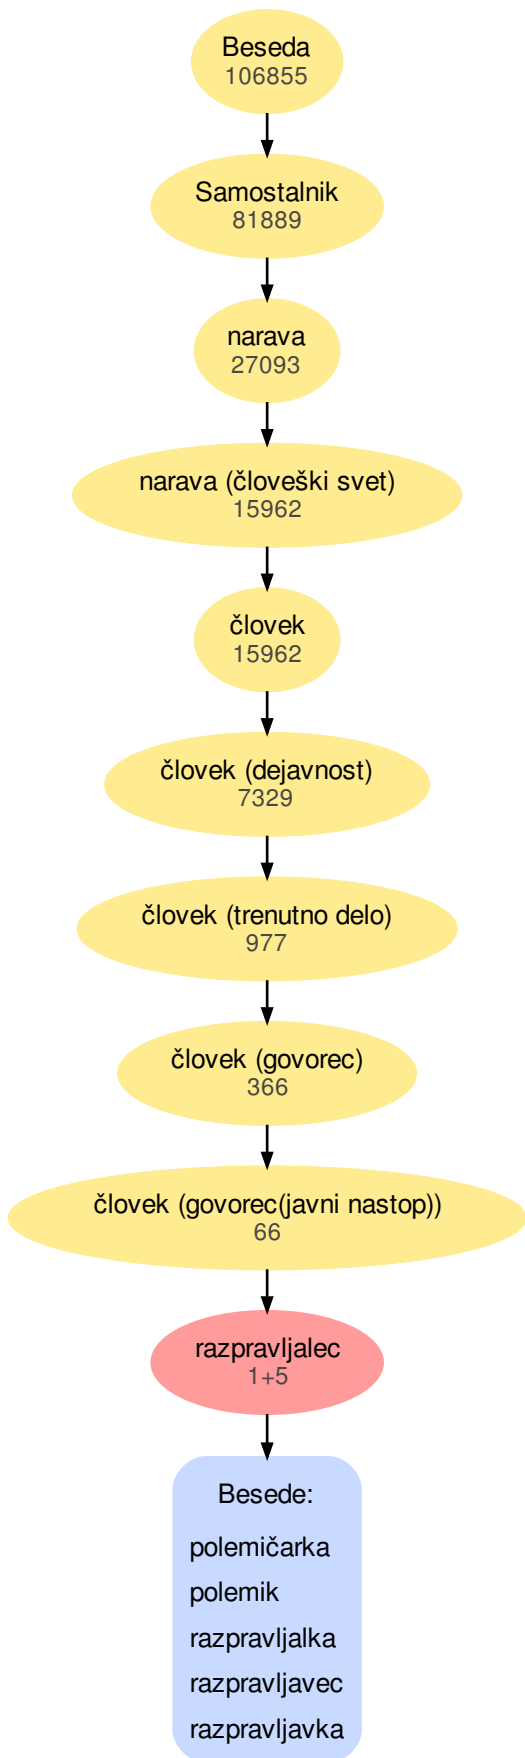 Beseda
106855
Samostalnik
81889
narava
27093
narava (človeški svet)
15962
človek
15962
človek (dejavnost)
7329
človek (trenutno delo)
977
človek (govorec)
366
človek (govorec(javni nastop))
66
razpravljalec
1+5
Besede:
polemičarka
polemik
razpravljalka
razpravljavec
razpravljavka